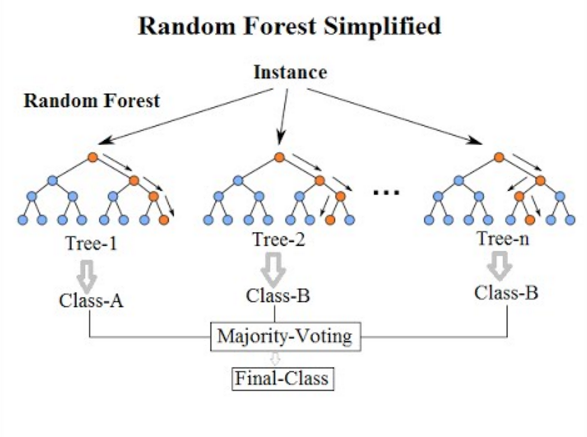 Random Forest Simplified
Instance
Random Forest
...
Tree-1
Tree-2
Tree-n
Class-A
Class-B
Class-B
Majority-Voting
Final-Class